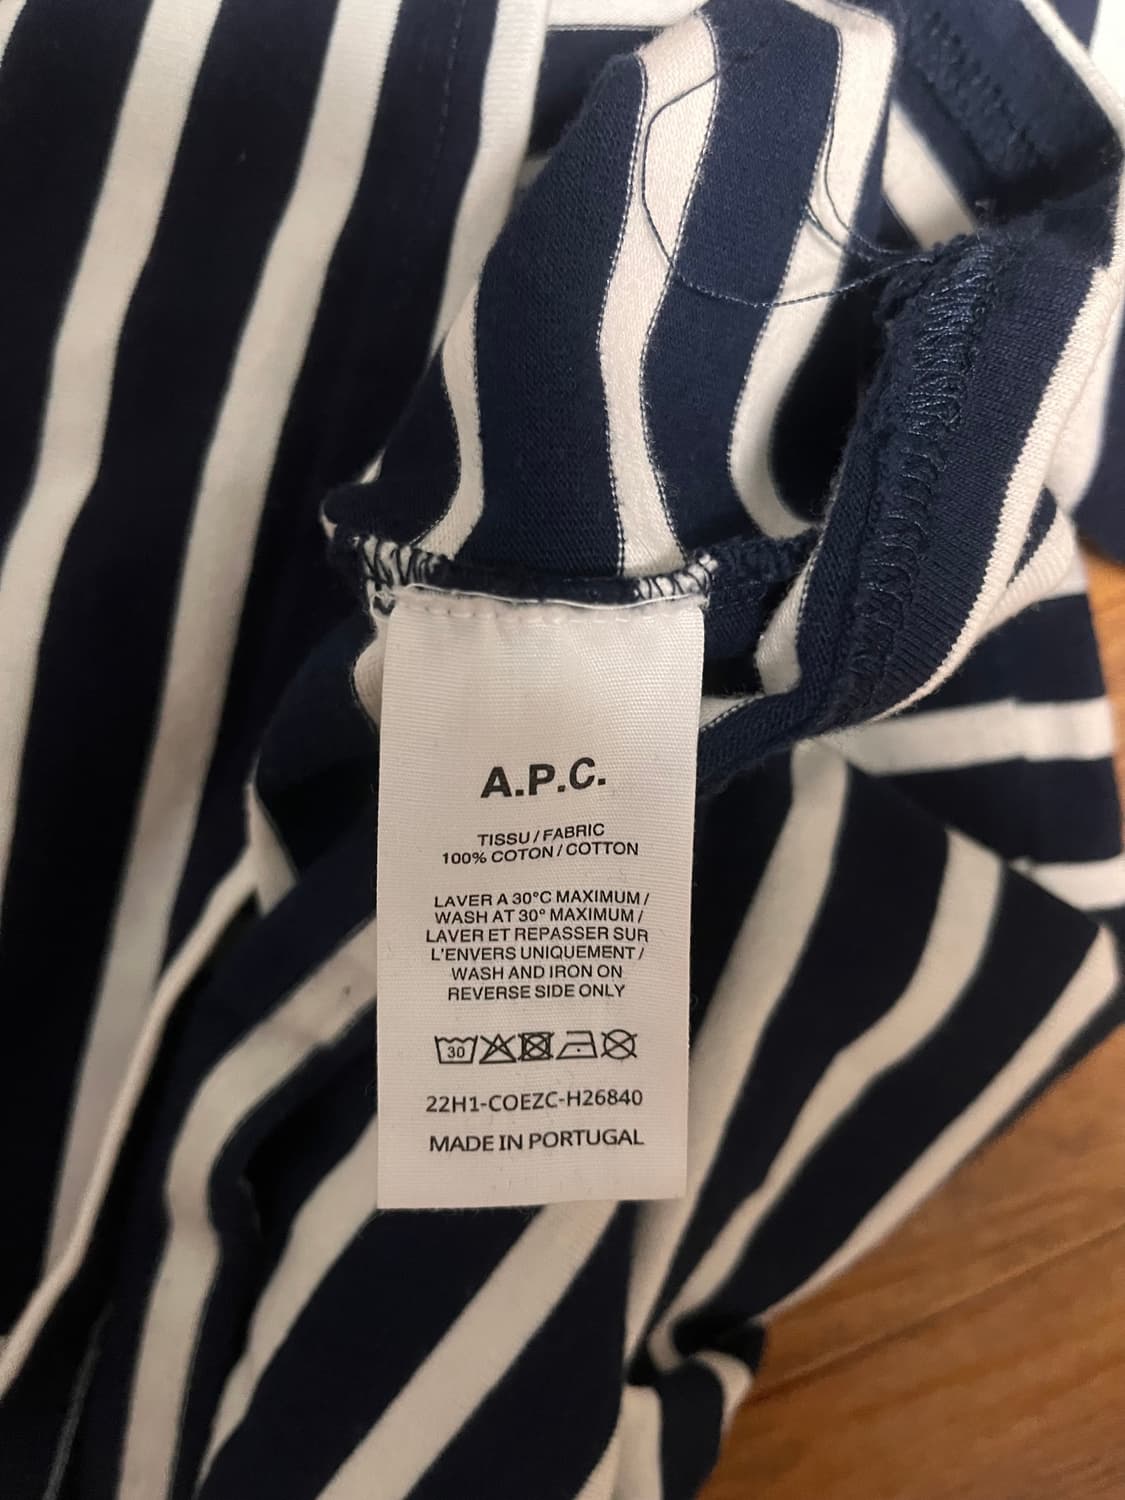 A.P.C.
TISSU / FABRIC
100% COTON / COTTON
LAVER A 30°C MAXIMUM /
WASH AT 30° MAXIMUM /
LAVER ET REPASSER SUR
L'ENVERS UNIQUEMENT /
WASH AND IRON ON
REVERSE SIDE ONLY
30
22H1-COEZC-H26840
MADE IN PORTUGAL